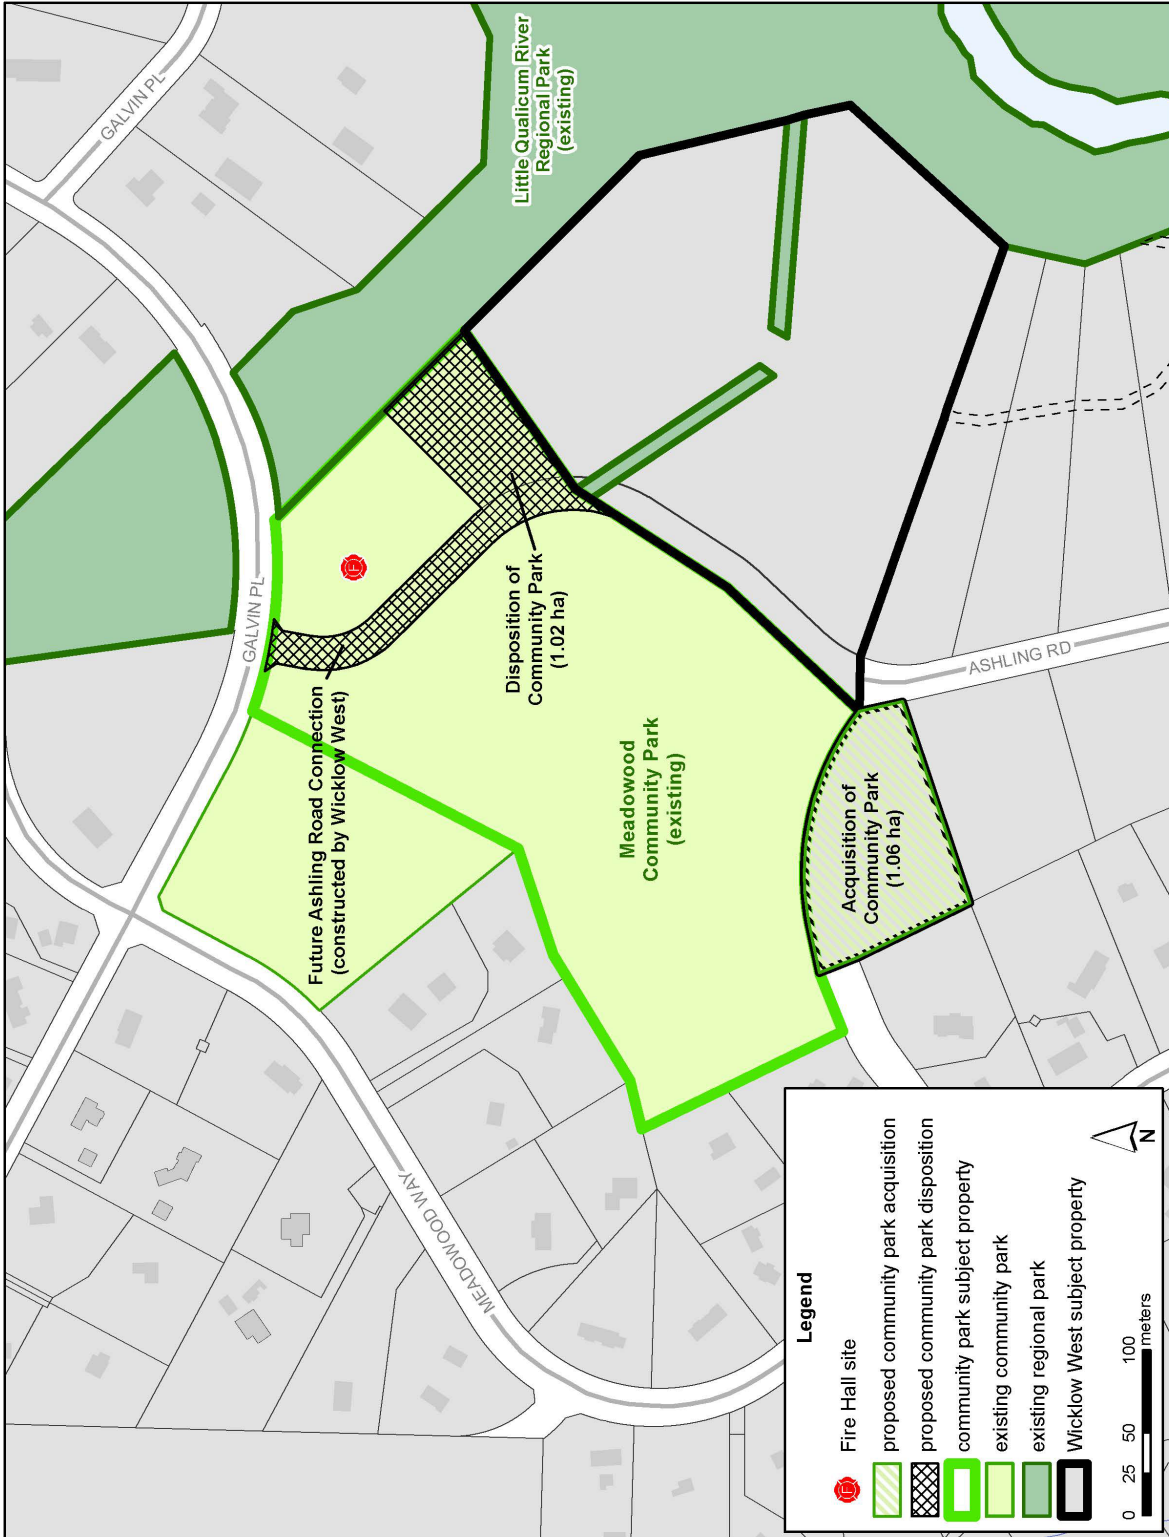 GALVIN PL
Little Qualicum River
Regional Park
(existing)
GALVIN PL
Future Ashling Road Connection
(constructed by Wicklow West)
Disposition of
Community Park
(1.02 ha)
Meadowood
Community Park
(existing)
MEADOWOOD WAY
ASHLING RD
Acquisition of
Community Park
(1.06 ha)
Legend
F
F
Fire Hall site
proposed community park acquisition
proposed community park disposition
community park subject property
existing community park
existing regional park
Wicklow West subject property
0 25 50 100
meters
N